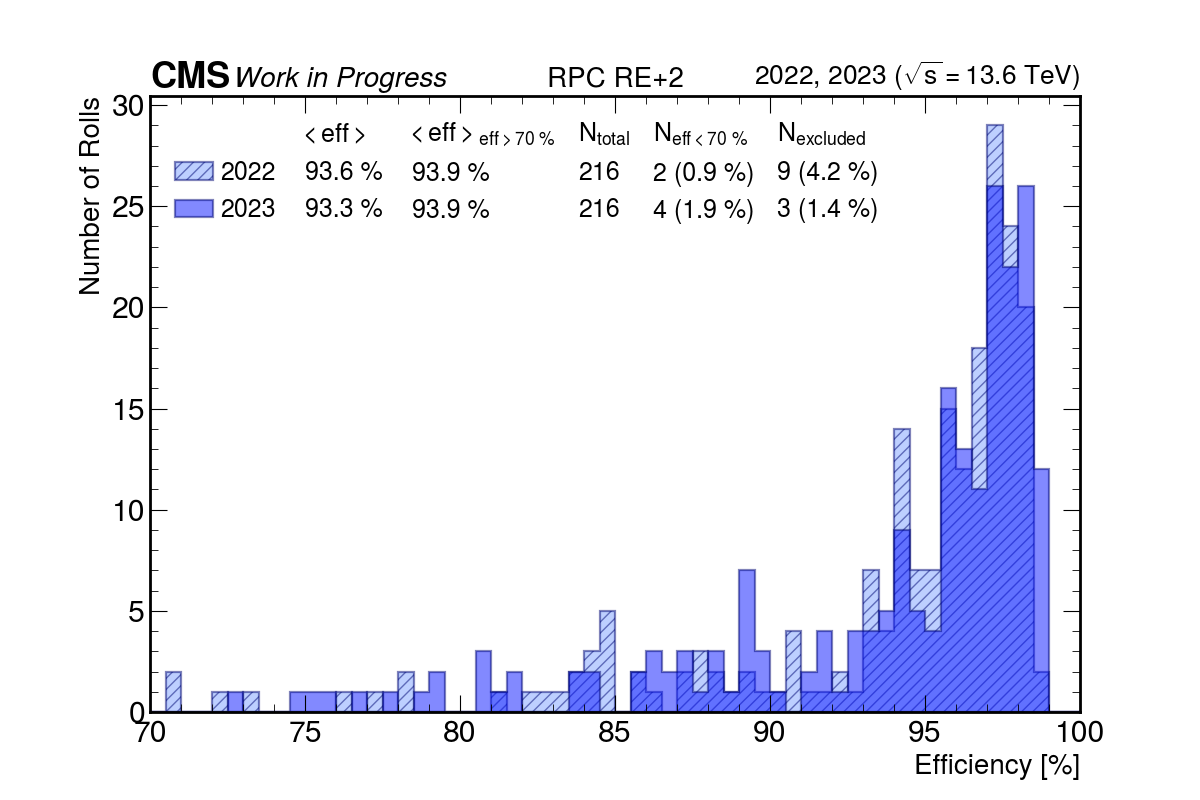 CMS Work in Progress RPC RE+2 2022, 2023 (√s = 13.6 TeV)
Number of Rolls
< eff > < eff > eff > 70 % Ntotal Neff < 70 % Nexcluded
2022 93.6 % 93.9 % 216 2 (0.9 %) 9 (4.2 %)
2023 93.3 % 93.9 % 216 4 (1.9 %) 3 (1.4 %)
30
25
20
15
10
5
0
70 75 80 85 90 95 100
Efficiency [%]